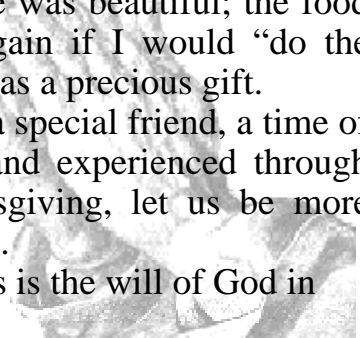 e was beautiful; the food
gain if I would “do the
as a precious gift.
a special friend, a time of
and experienced through
sgiving, let us be more
.
s is the will of God in